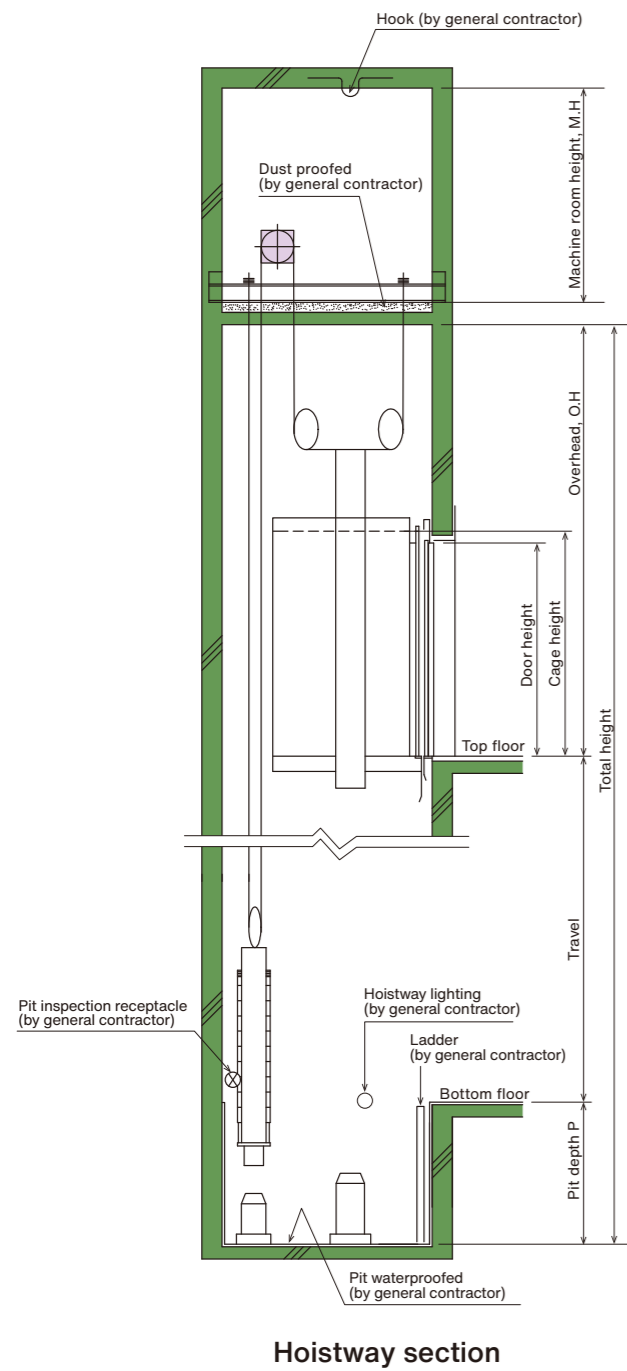 Hook (by general contractor)
Machine room height, M.H
Dust proofed
(by general contractor)
Overhead, O.H
Door height
Cage height
Top floor
Total height
Travel
Pit inspection receptacle
(by general contractor)
Hoistway lighting
(by general contractor)
Ladder
(by general contractor)
Bottom floor
Pit depth P
Pit waterproofed
(by general contractor)
Hoistway section